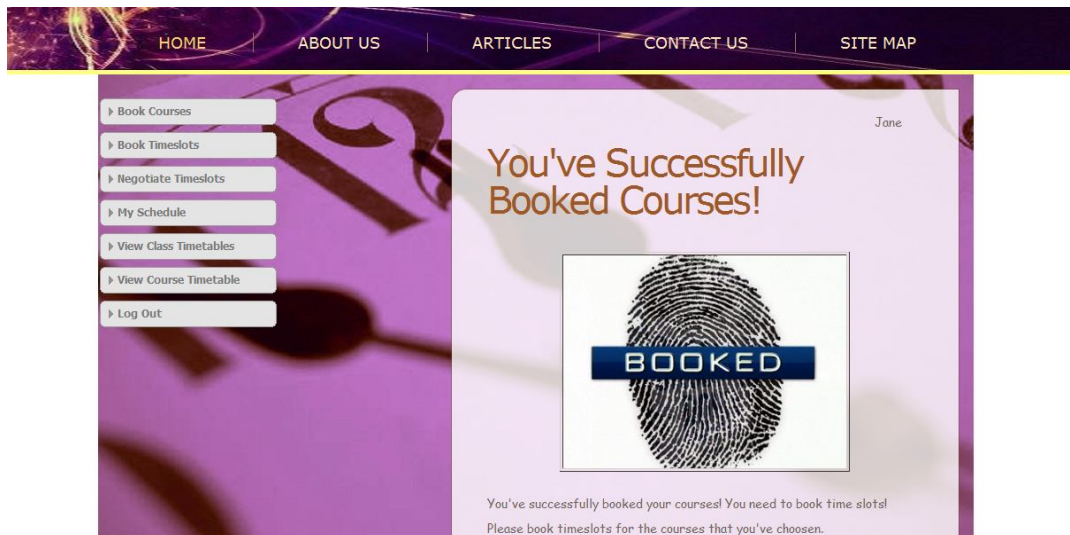 HOME ABOUT US ARTICLES CONTACT US SITE MAP
Book Courses
Book Timeslots
Negotiate Timeslots
My Schedule
View Class Timetables
View Course Timetable
Log Out
Jane
You've Successfully
Booked Courses!
BOOKED
You've successfully booked your courses! You need to book time slots!
Please book timeslots for the courses that you've choosen.